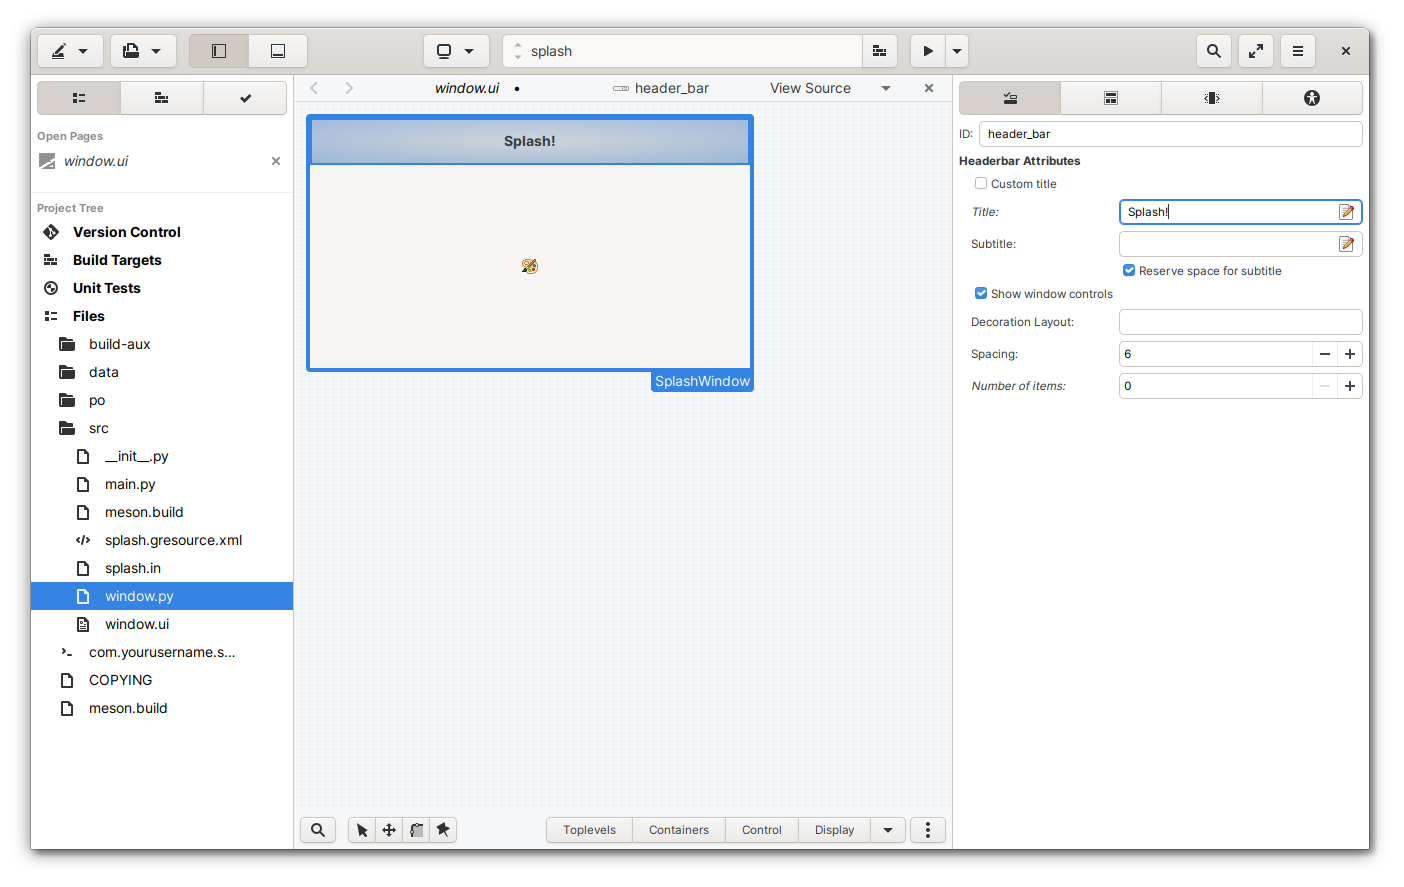 splash
Open Pages
window.ui
Project Tree
Version Control
Build Targets
Unit Tests
Files
build-aux
data
po
src
__init__.py
main.py
meson.build
splash.gresource.xml
splash.in
window.py
window.ui
com.yourusername.s...
COPYING
meson.build
window.ui •
header_bar
View Source
Splash!
SplashWindow
Toplevels
Containers
Control
Display
ID: header_bar
Headerbar Attributes
Custom title
Title: Splash!
Subtitle:
Reserve space for subtitle
Show window controls
Decoration Layout:
Spacing: 6
Number of items: 0